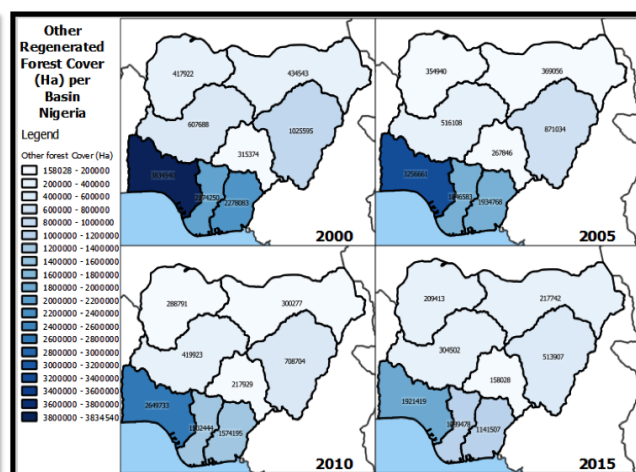 Other
Regenerated
Forest Cover
(Ha) per
Basin
Nigeria
Legend
Other forest Cover (Ha)
158028 - 200000
200000 - 400000
400000 - 600000
600000 - 800000
800000 - 1000000
1000000 - 1200000
1200000 - 1400000
1400000 - 1600000
1600000 - 1800000
1800000 - 2000000
2000000 - 2200000
2200000 - 2400000
2400000 - 2600000
2600000 - 2800000
2800000 - 3000000
3000000 - 3200000
3200000 - 3400000
3400000 - 3600000
3600000 - 3800000
3800000 - 3834540
417922
434543
607688
1025595
315374
3834540
2278083
2000
354940
369056
516108
871034
267846
3256661
1934768
2005
288791
300277
419923
708704
217929
2649733
1574195
2010
209413
217742
304502
513907
158028
1921419
1141507
2015